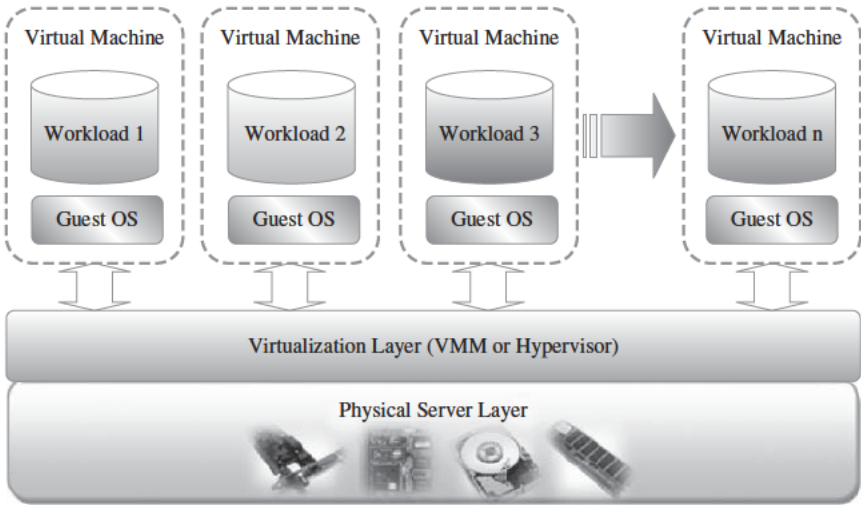 Virtual Machine
Virtual Machine
Virtual Machine
Virtual Machine
Workload 1
Workload 2
Workload 3
Workload n
Guest OS
Guest OS
Guest OS
Guest OS
Virtualization Layer (VMM or Hypervisor)
Physical Server Layer